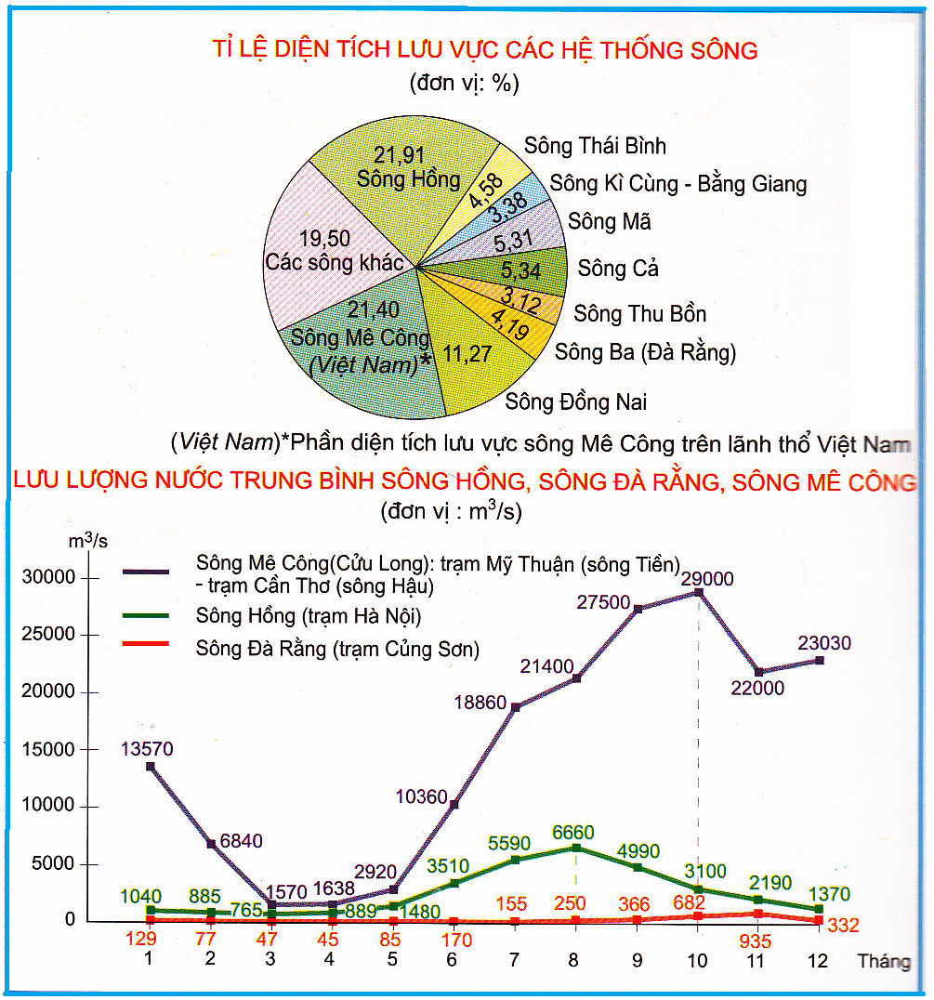 TỈ LỆ DIỆN TÍCH LƯU VỰC CÁC HỆ THỐNG SÔNG
(đơn vị: %)
21,91
Sông Hồng
4,58
Sông Thái Bình
3,38
Sông Kì Cùng - Bằng Giang
5,31
Sông Mã
5,34
Sông Cả
3,12
Sông Thu Bồn
4,19
Sông Ba (Đà Rằng)
11,27
Sông Đồng Nai
21,40
Sông Mê Công
(Việt Nam)*
19,50
Các sông khác
(Việt Nam)*Phần diện tích lưu vực sông Mê Công trên lãnh thổ Việt Nam
LƯU LƯỢNG NƯỚC TRUNG BÌNH SÔNG HỒNG, SÔNG ĐÀ RẰNG, SÔNG MÊ CÔNG
(đơn vị : m³/s)
m³/s
Sông Mê Công(Cửu Long): trạm Mỹ Thuận (sông Tiền)
- trạm Cần Thơ (sông Hậu)
Sông Hồng (trạm Hà Nội)
Sông Đà Rằng (trạm Củng Sơn)
30000
25000
20000
15000
10000
5000
0
13570
6840
1570
1638
2920
10360
18860
21400
27500
29000
22000
23030
1040
885
765
889
1480
3510
5590
6660
4990
3100
2190
1370
129
77
47
45
85
170
155
250
366
682
935
332
1 2 3 4 5 6 7 8 9 10 11 12 Tháng